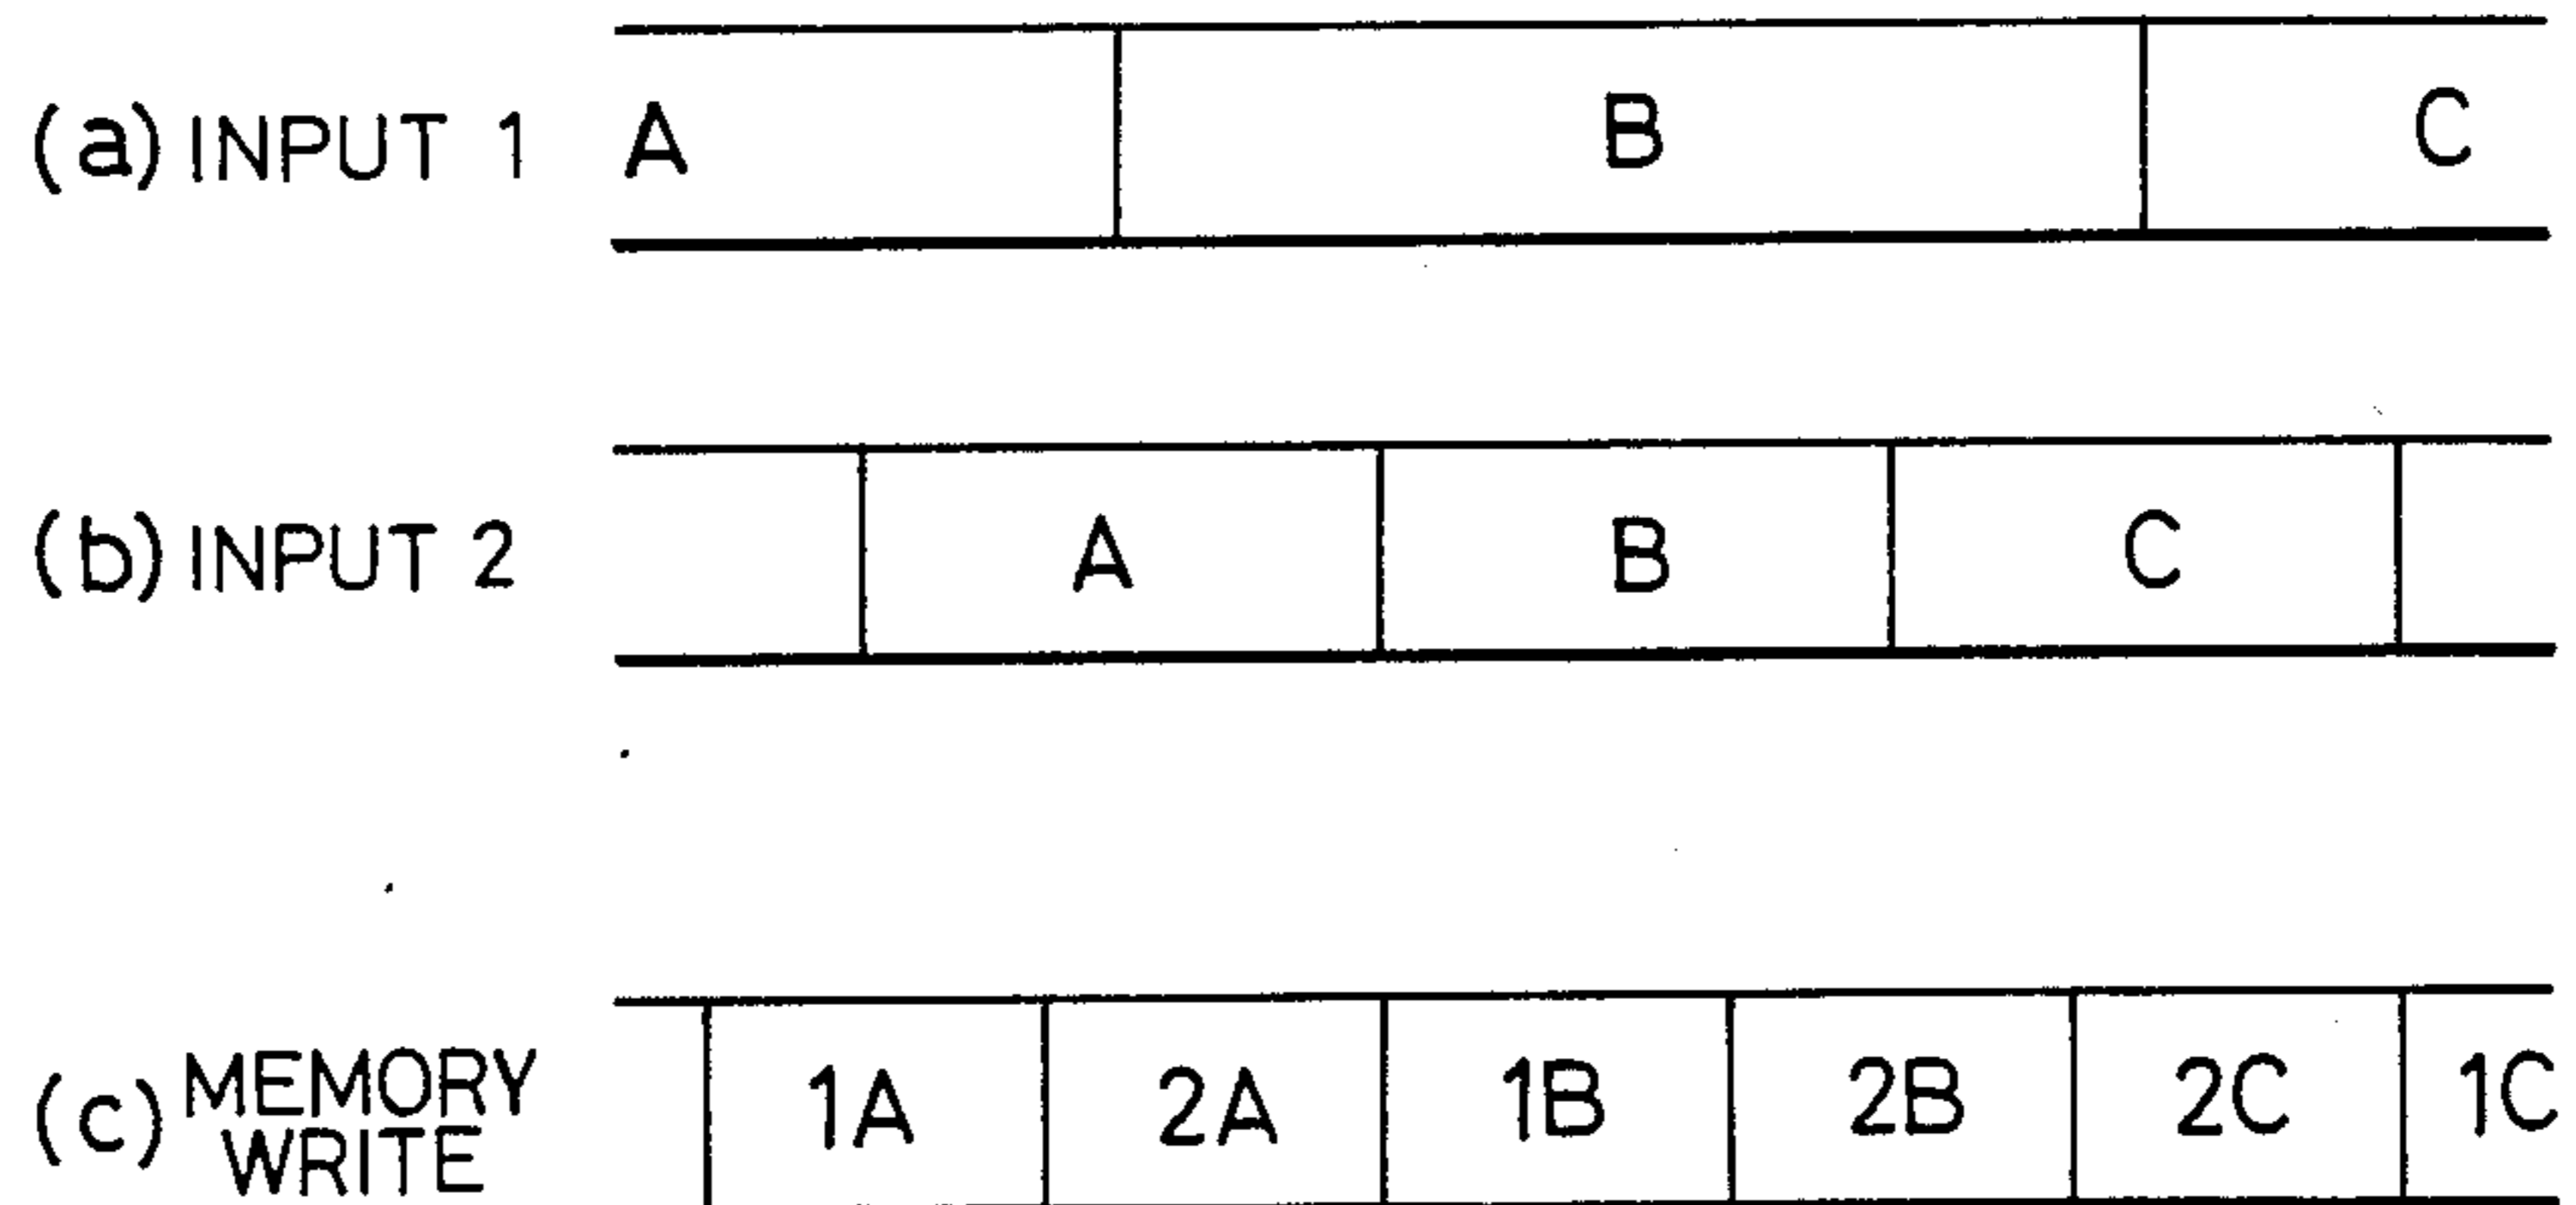 (a) INPUT 1 A B C
(b) INPUT 2 A B C
(c) MEMORY WRITE 1A 2A 1B 2B 2C 1C